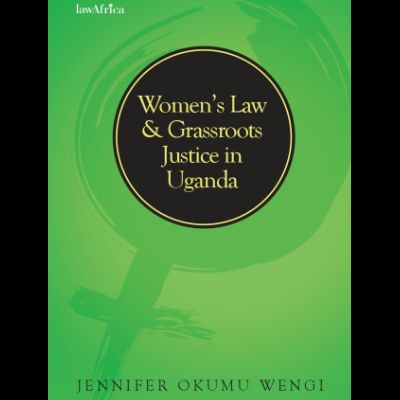 lawAfrica
Women's Law
& Grassroots
Justice in
Uganda
JENNIFER OKUMU WENGI